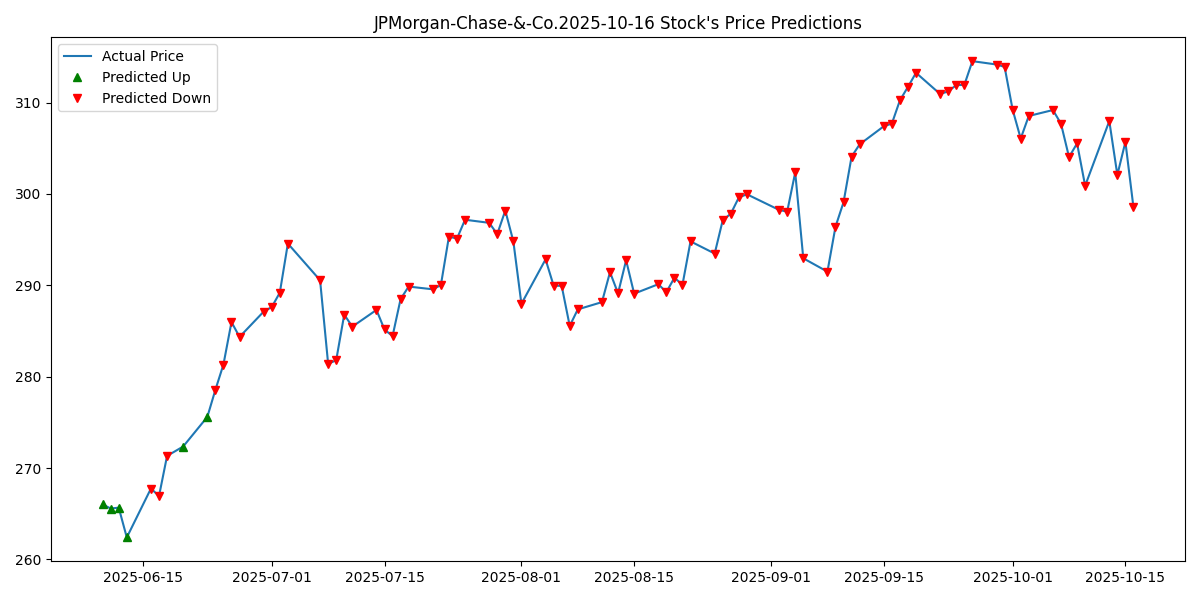 JPMorgan-Chase-&-Co.2025-10-16 Stock's Price Predictions
Actual Price
Predicted Up
Predicted Down
310
300
290
280
270
260
2025-06-15 2025-07-01 2025-07-15 2025-08-01 2025-08-15 2025-09-01 2025-09-15 2025-10-01 2025-10-15